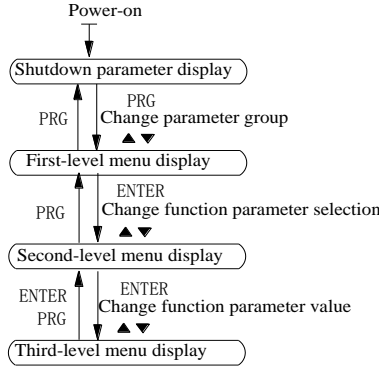 Power-on
Shutdown parameter display
PRG
PRG
Change parameter group
First-level menu display
ENTER
PRG
Change function parameter selection
Second-level menu display
ENTER
ENTER
PRG
Change function parameter value
Third-level menu display